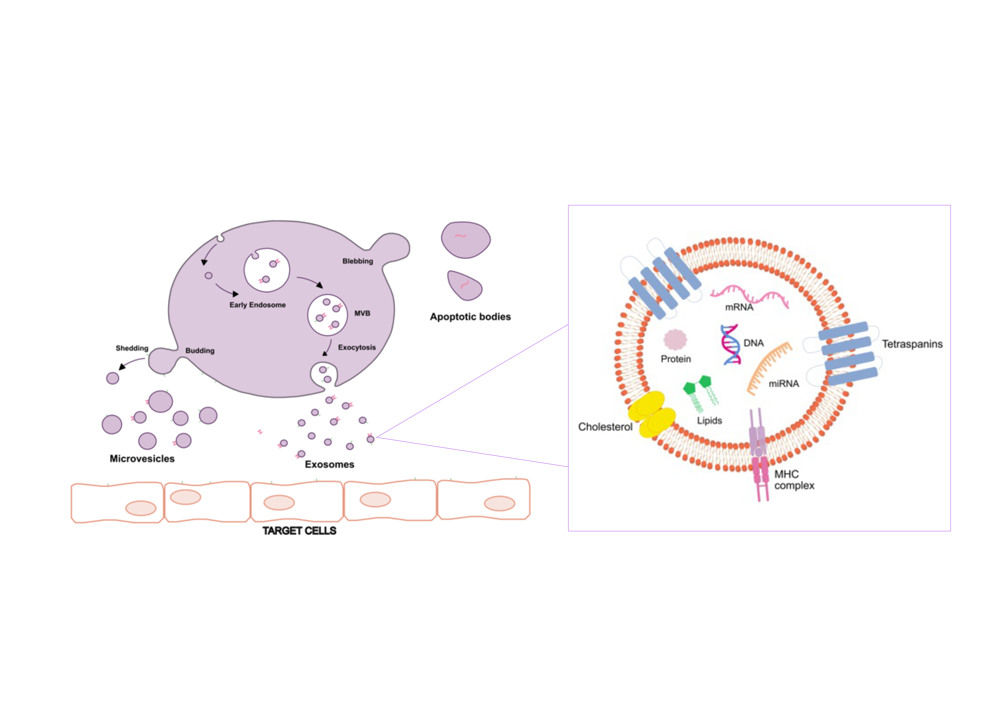 Blebbing
Early Endosome
MVB
Apoptotic bodies
Shedding
Budding
Exocytosis
Microvesicles
Exosomes
TARGET CELLS
mRNA
DNA
Tetraspanins
Protein
miRNA
Lipids
Cholesterol
MHC
complex